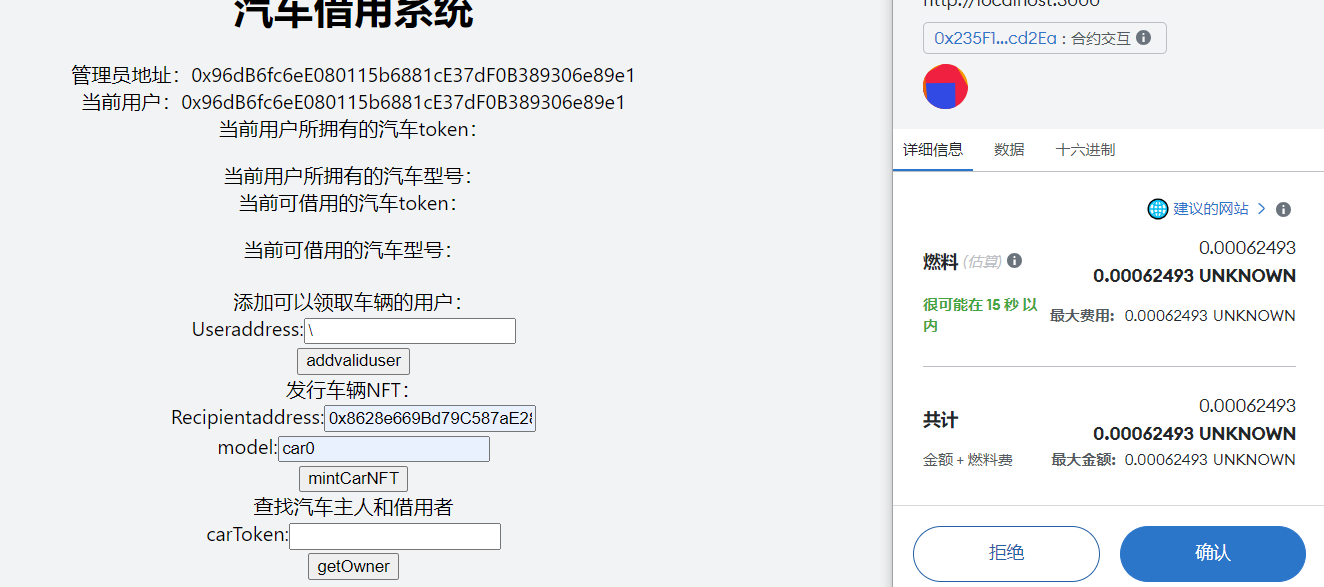 汽车借用系统
管理员地址：0x96dB6fc6eE080115b6881cE37dF0B389306e89e1
当前用户：0x96dB6fc6eE080115b6881cE37dF0B389306e89e1
当前用户所拥有的汽车token：
当前用户所拥有的汽车型号：
当前可借用的汽车token：
当前可借用的汽车型号：
添加可以领取车辆的用户：
Useraddress:\
addvaliduser
发行车辆NFT：
Recipientaddress:0x8628e669Bd79C587aE28
model:car0
mintCarNFT
查找汽车主人和借用者
carToken:
getOwner
http://localhost:3000
0x235F1...cd2Ea : 合约交互
详细信息 数据 十六进制
建议的网站 >
0.00062493
燃料 (估算) 0.00062493 UNKNOWN
很可能在 15 秒 以
内 最大费用: 0.00062493 UNKNOWN
0.00062493
共计 0.00062493 UNKNOWN
金额 + 燃料费 最大金额: 0.00062493 UNKNOWN
拒绝 确认